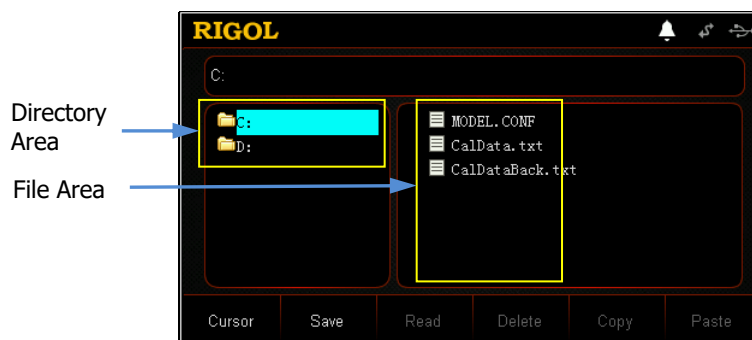 RIGOL
C:
Directory
Area
C:
D:
File Area
MODEL.CONF
CalData.txt
CalDataBack.txt
Cursor Save Read Delete Copy Paste